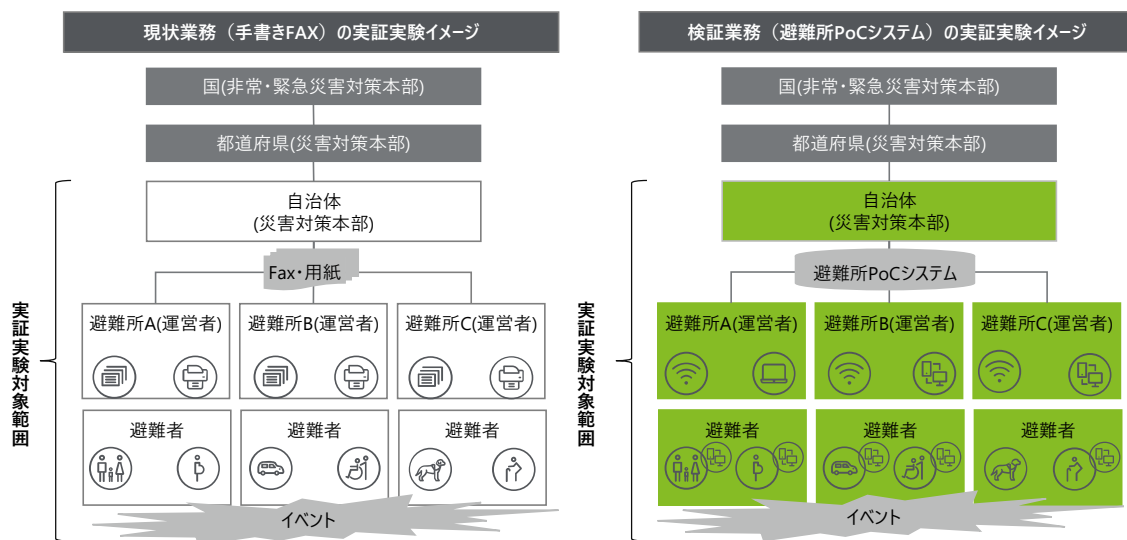 現状業務（手書きFAX）の実証実験イメージ
国(非常・緊急災害対策本部)
都道府県(災害対策本部)
自治体
(災害対策本部)
Fax・用紙
避難所A(運営者)
避難所B(運営者)
避難所C(運営者)
避難者
避難者
避難者
イベント
実証実験対象範囲
検証業務（避難所PoCシステム）の実証実験イメージ
国(非常・緊急災害対策本部)
都道府県(災害対策本部)
自治体
(災害対策本部)
避難所PoCシステム
避難所A(運営者)
避難所B(運営者)
避難所C(運営者)
避難者
避難者
避難者
イベント
実証実験対象範囲